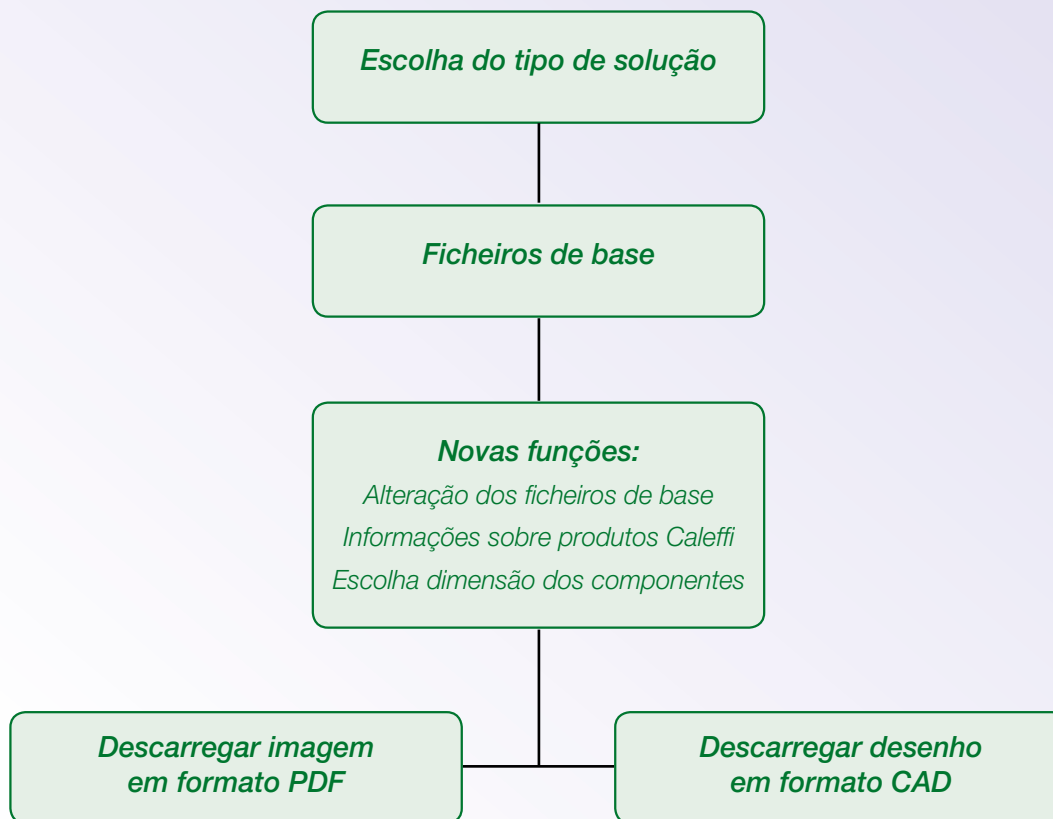 Escolha do tipo de solução
Ficheiros de base
Novas funções:
Alteração dos ficheiros de base
Informações sobre produtos Caleffi
Escolha dimensão dos componentes
Descarregar imagem
em formato PDF
Descarregar desenho
em formato CAD